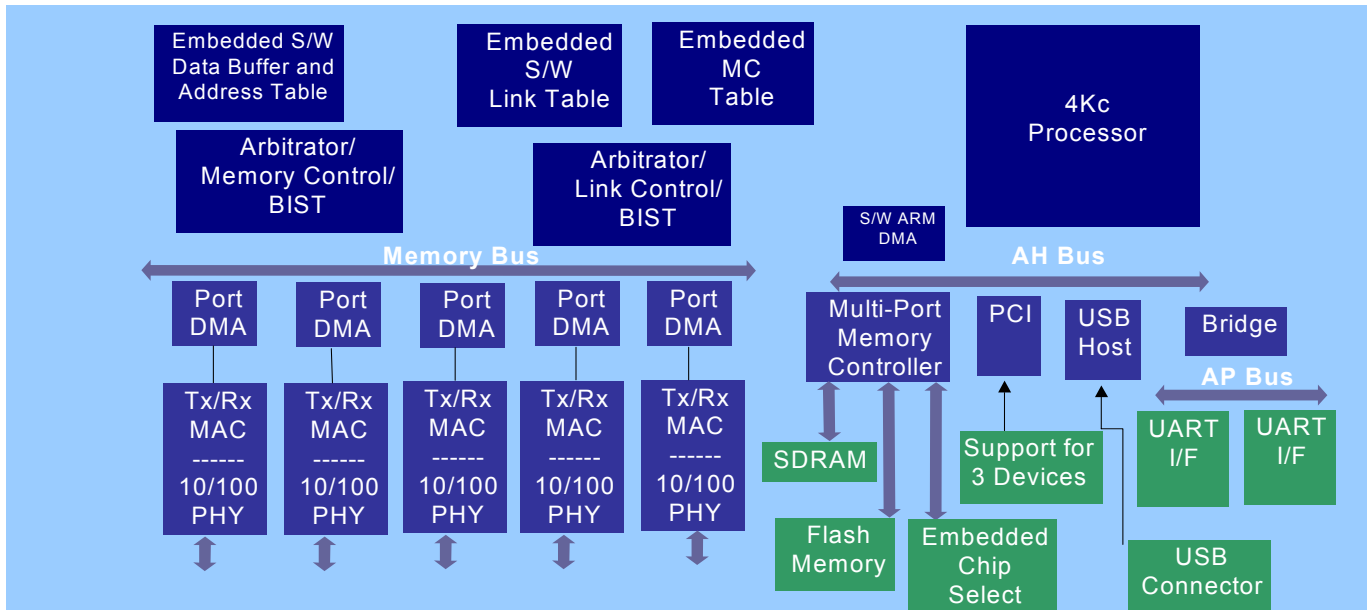 Embedded S/W
Data Buffer and
Address Table
Embedded
S/W
Link Table
Embedded
MC
Table
4Kc
Processor
Arbitrator/
Memory Control/
BIST
Arbitrator/
Link Control/
BIST
S/W ARM
DMA
Memory Bus
AH Bus
Port
DMA
Port
DMA
Port
DMA
Port
DMA
Port
DMA
Multi-Port
Memory
Controller
PCI
USB
Host
Bridge
AP Bus
Tx/Rx
MAC
------
10/100
PHY
Tx/Rx
MAC
------
10/100
PHY
Tx/Rx
MAC
------
10/100
PHY
Tx/Rx
MAC
------
10/100
PHY
Tx/Rx
MAC
------
10/100
PHY
SDRAM
Support for
3 Devices
UART
I/F
UART
I/F
Flash
Memory
Embedded
Chip
Select
USB
Connector